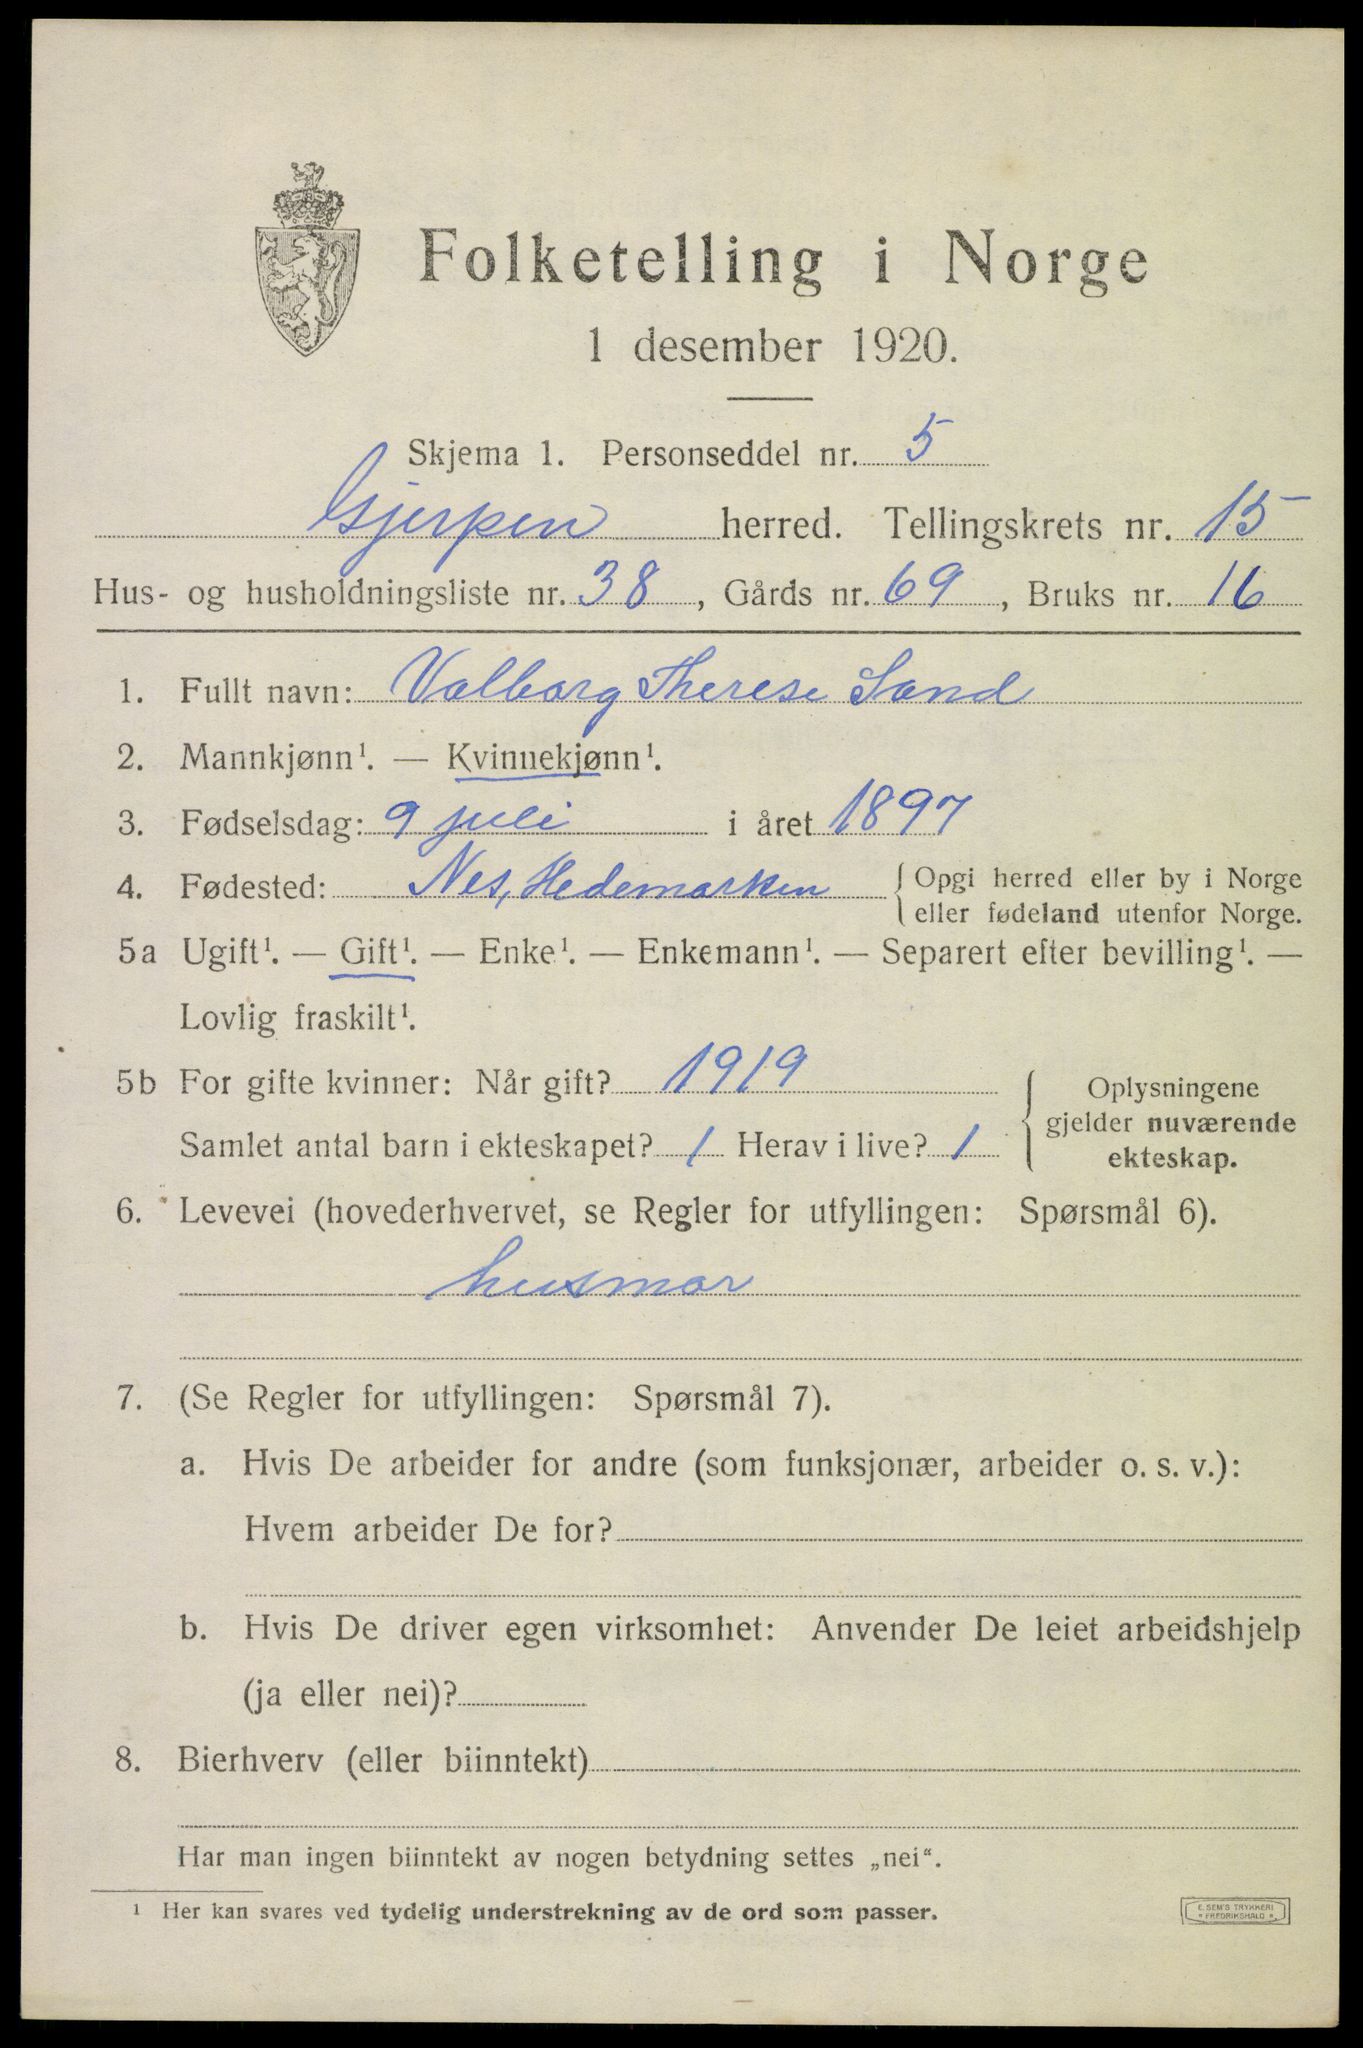 Folketelling i Norge
1 desember 1920.
Skjema 1. Personseddel nr. 5
Gjerpen herred. Tellingskrets nr. 15
Hus- og husholdningsliste nr. 38, Gårds nr. 69, Bruks nr. 16
1. Fullt navn: Valborg Therese Sand
2. Mannkjønn¹. — Kvinnekjønn¹.
3. Fødselsdag: 9 juli i året 1897
4. Fødested: Nes, Hedemarken { Opgi herred eller by i Norge
eller fødeland utenfor Norge.
5a Ugift¹. — Gift¹. — Enke¹. — Enkemann¹. — Separert efter bevilling¹. —
Lovlig fraskilt¹.
5b For gifte kvinner: Når gift? 1919
Samlet antal barn i ekteskapet? 1 Herav i live? 1
Oplysningene
gjelder nuværende
ekteskap.
6. Levevei (hovederhvervet, se Regler for utfyllingen: Spørsmål 6).
husmor
7. (Se Regler for utfyllingen: Spørsmål 7).
a. Hvis De arbeider for andre (som funksjonær, arbeider o. s. v.):
Hvem arbeider De for?
b. Hvis De driver egen virksomhet: Anvender De leiet arbeidshjelp
(ja eller nei)?
8. Bierhverv (eller biinntekt)
Har man ingen biinntekt av nogen betydning settes „nei“.
¹ Her kan svares ved tydelig understrekning av de ord som passer.
E. SEM'S TRYKKERI
* FREDRIKSHALD *